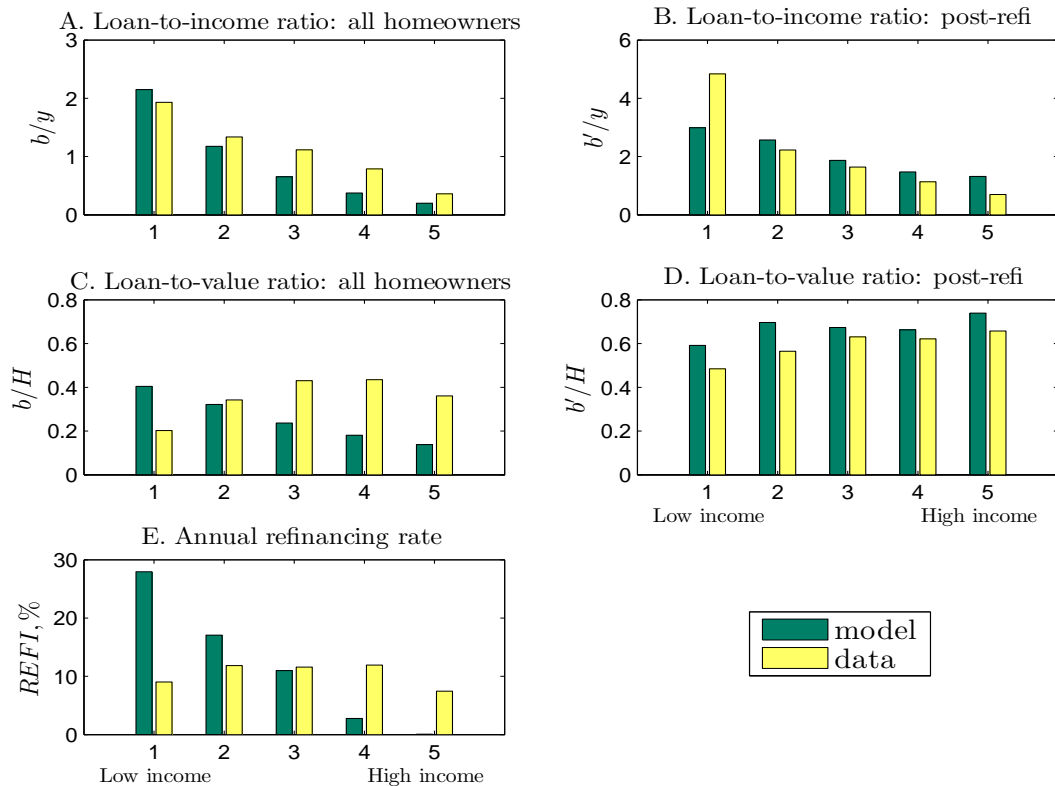 A. Loan-to-income ratio: all homeowners
3
2
1
0
b/y
1 2 3 4 5
B. Loan-to-income ratio: post-refi
6
4
2
0
b′/y
1 2 3 4 5
C. Loan-to-value ratio: all homeowners
0.8
0.6
0.4
0.2
0
b/H
1 2 3 4 5
D. Loan-to-value ratio: post-refi
0.8
0.6
0.4
0.2
0
b′/H
1 2 3 4 5
Low income High income
E. Annual refinancing rate
30
20
10
0
REFI,%
1 2 3 4 5
Low income High income
model
data